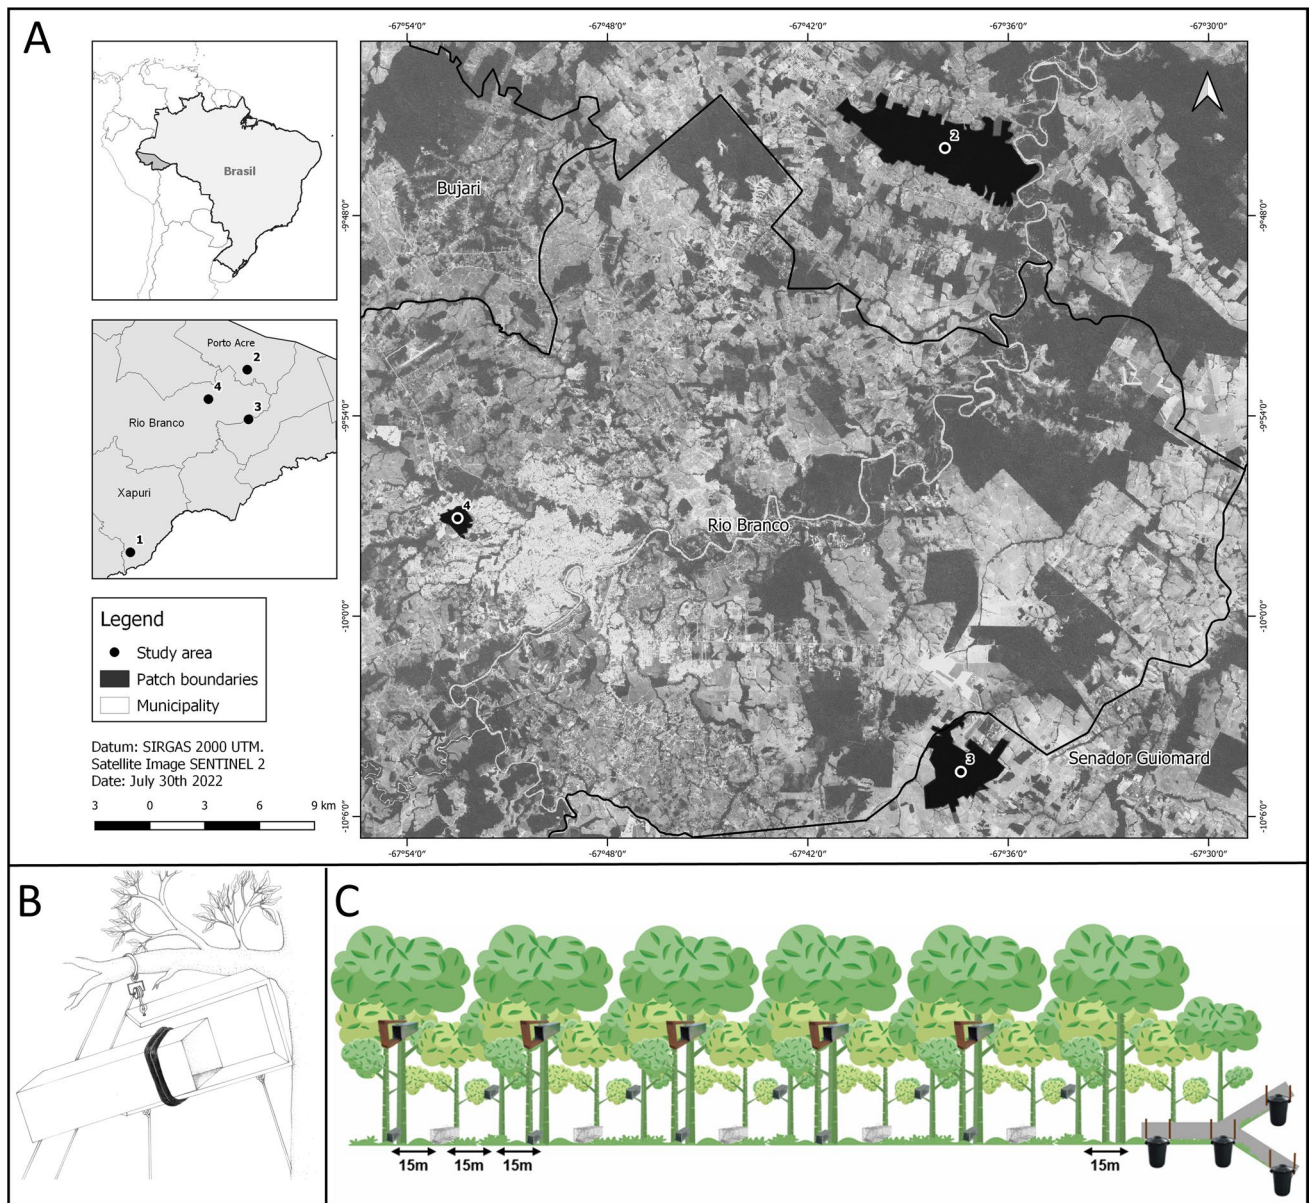 A
Brasil
Porto Acre
2
4
3
Rio Branco
Xapuri
1
Legend
Study area
Patch boundaries
Municipality
Datum: SIRGAS 2000 UTM.
Satellite Image SENTINEL 2
Date: July 30th 2022
3 0 3 6 9 km
-67°54'0" -67°48'0" -67°42'0" -67°36'0" -67°30'0"
-9°48'0"
-9°54'0"
-10°0'0"
-10°6'0"
2
Bujari
4
Rio Branco
3
Senador Guiomard
-9°48'0"
-9°54'0"
-10°0'0"
-10°6'0"
-67°54'0" -67°48'0" -67°42'0" -67°36'0" -67°30'0"
B
C
15m 15m 15m 15m